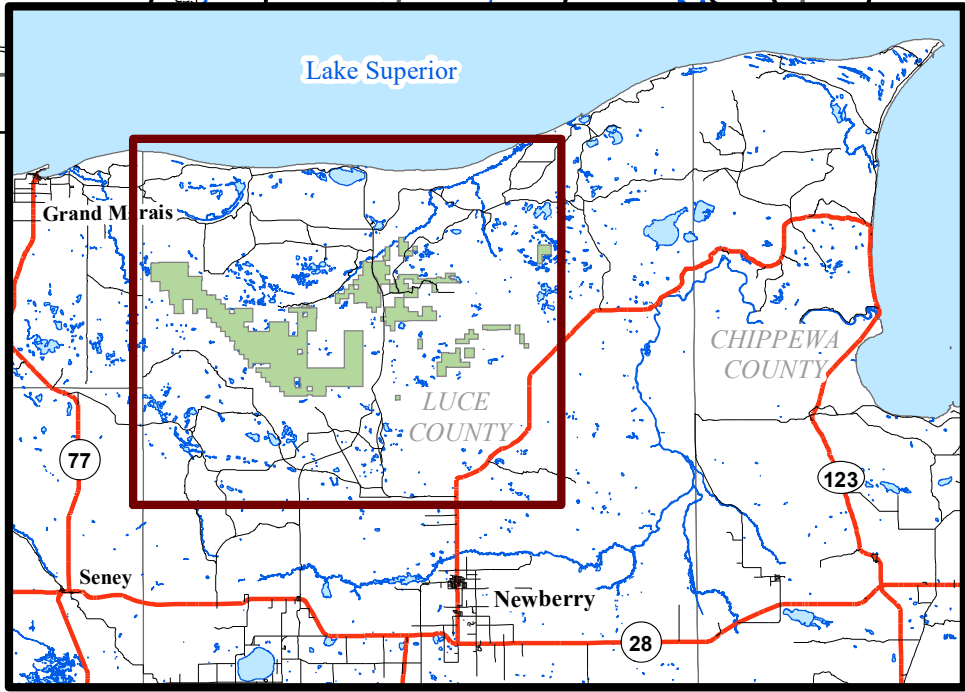 Lake Superior
Grand Marais
CHIPPEWA
COUNTY
LUCE
COUNTY
77
123
Seney
Newberry
28